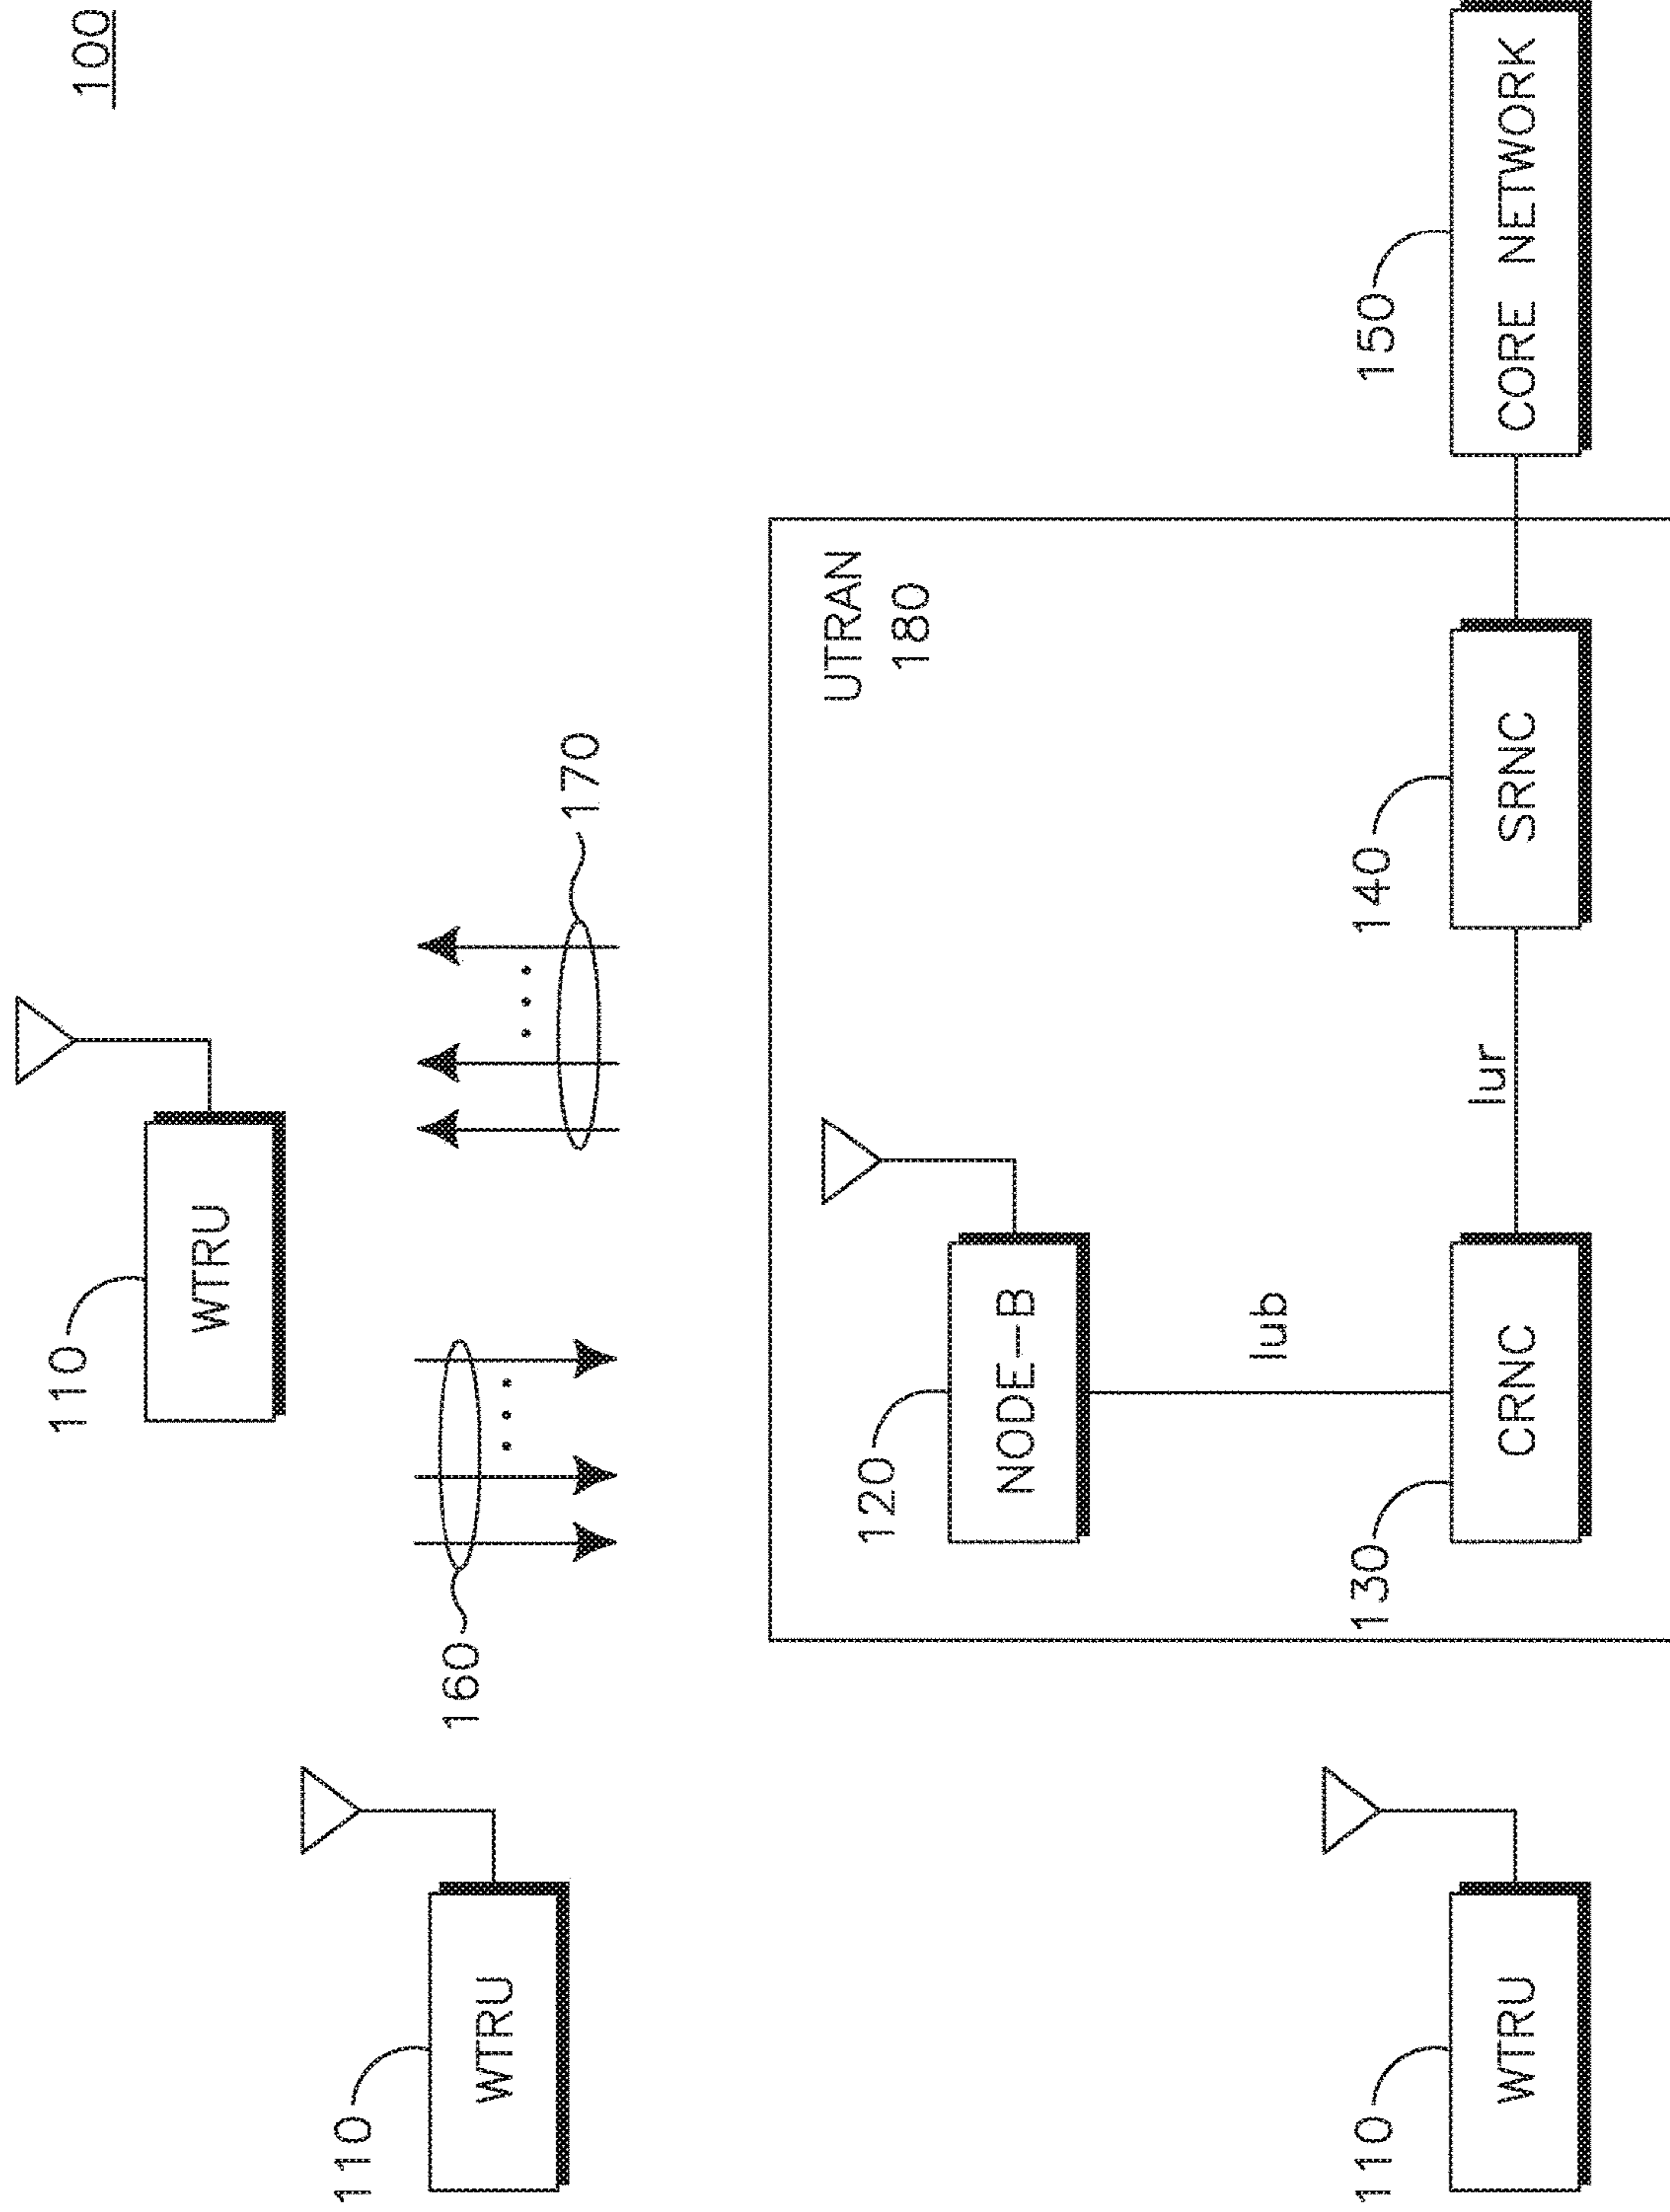 100
110
WTRU
110
WTRU
160
170
UTRAN
180
120
NODE-B
Iub
110
130
140
150
Iur
WTRU
CRNC
SRNC
CORE NETWORK